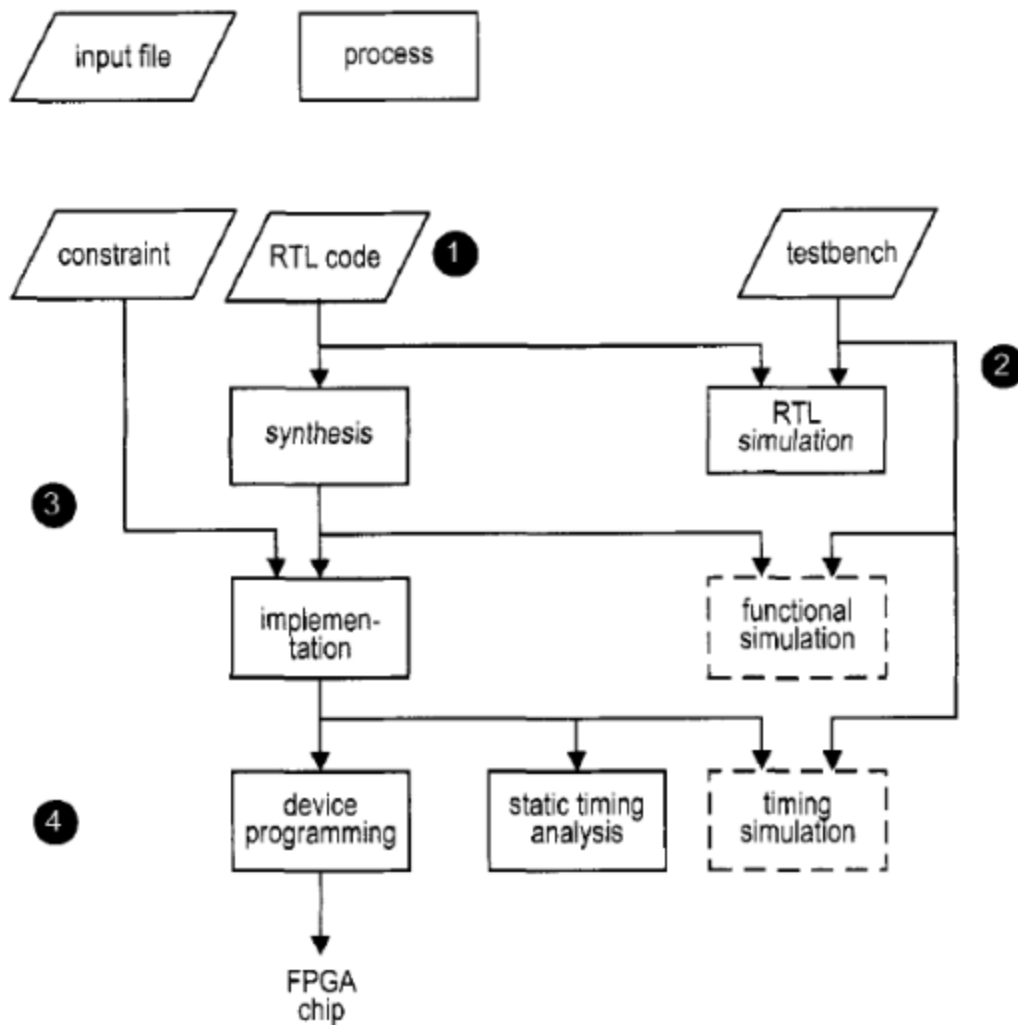 input file
process
constraint
RTL code
1
testbench
2
synthesis
RTL
simulation
3
implemen-
tation
functional
simulation
4
device
programming
static timing
analysis
timing
simulation
FPGA
chip